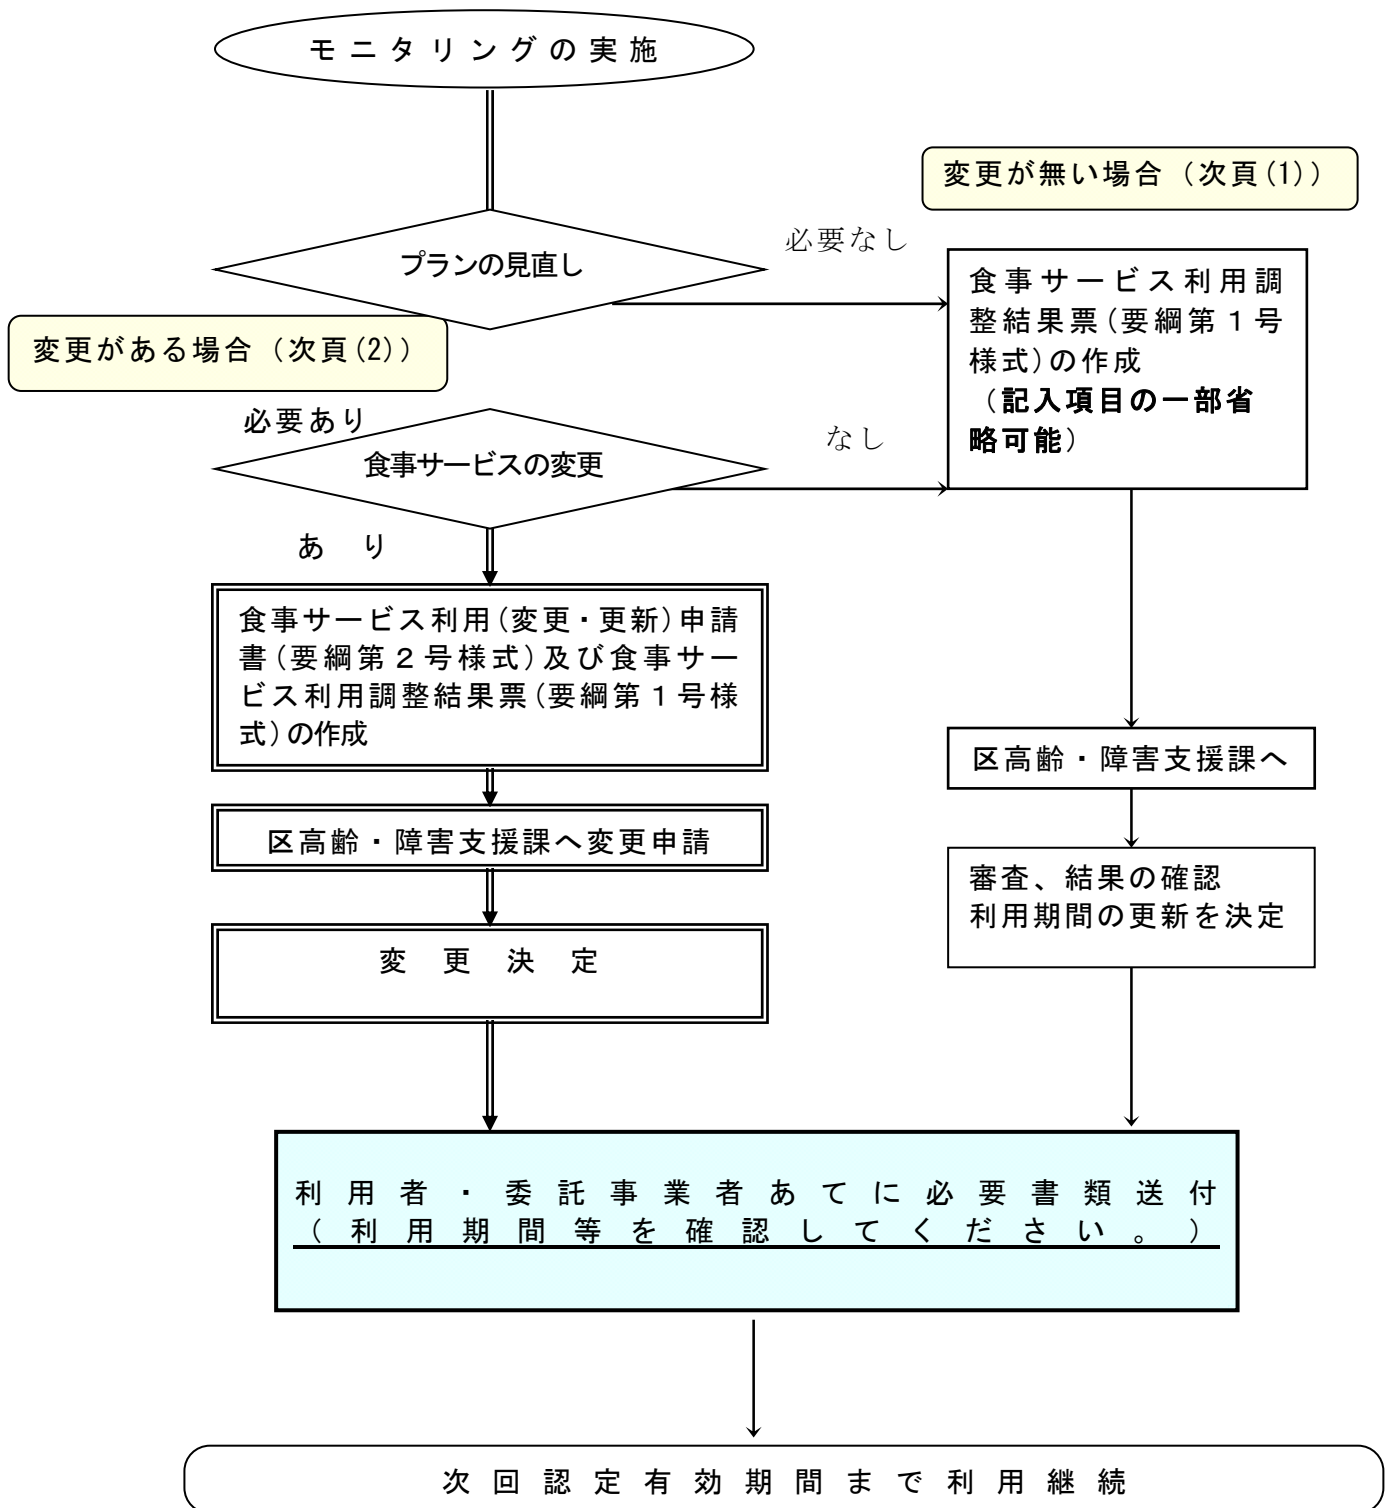 モニタリングの実施
変更が無い場合（次頁(1)）
プランの見直し
必要なし
食事サービス利用調
整結果票(要綱第１号
様式)の作成
（記入項目の一部省
略可能）
変更がある場合（次頁(2)）
必要あり
食事サービスの変更
なし
あり
食事サービス利用(変更・更新)申請
書(要綱第２号様式)及び食事サー
ビス利用調整結果票(要綱第１号様
式)の作成
区高齢・障害支援課へ
区高齢・障害支援課へ変更申請
審査、結果の確認
利用期間の更新を決定
変更決定
利用者・委託事業者あてに必要書類送付
（利用期間等を確認してください。）
次回認定有効期間まで利用継続